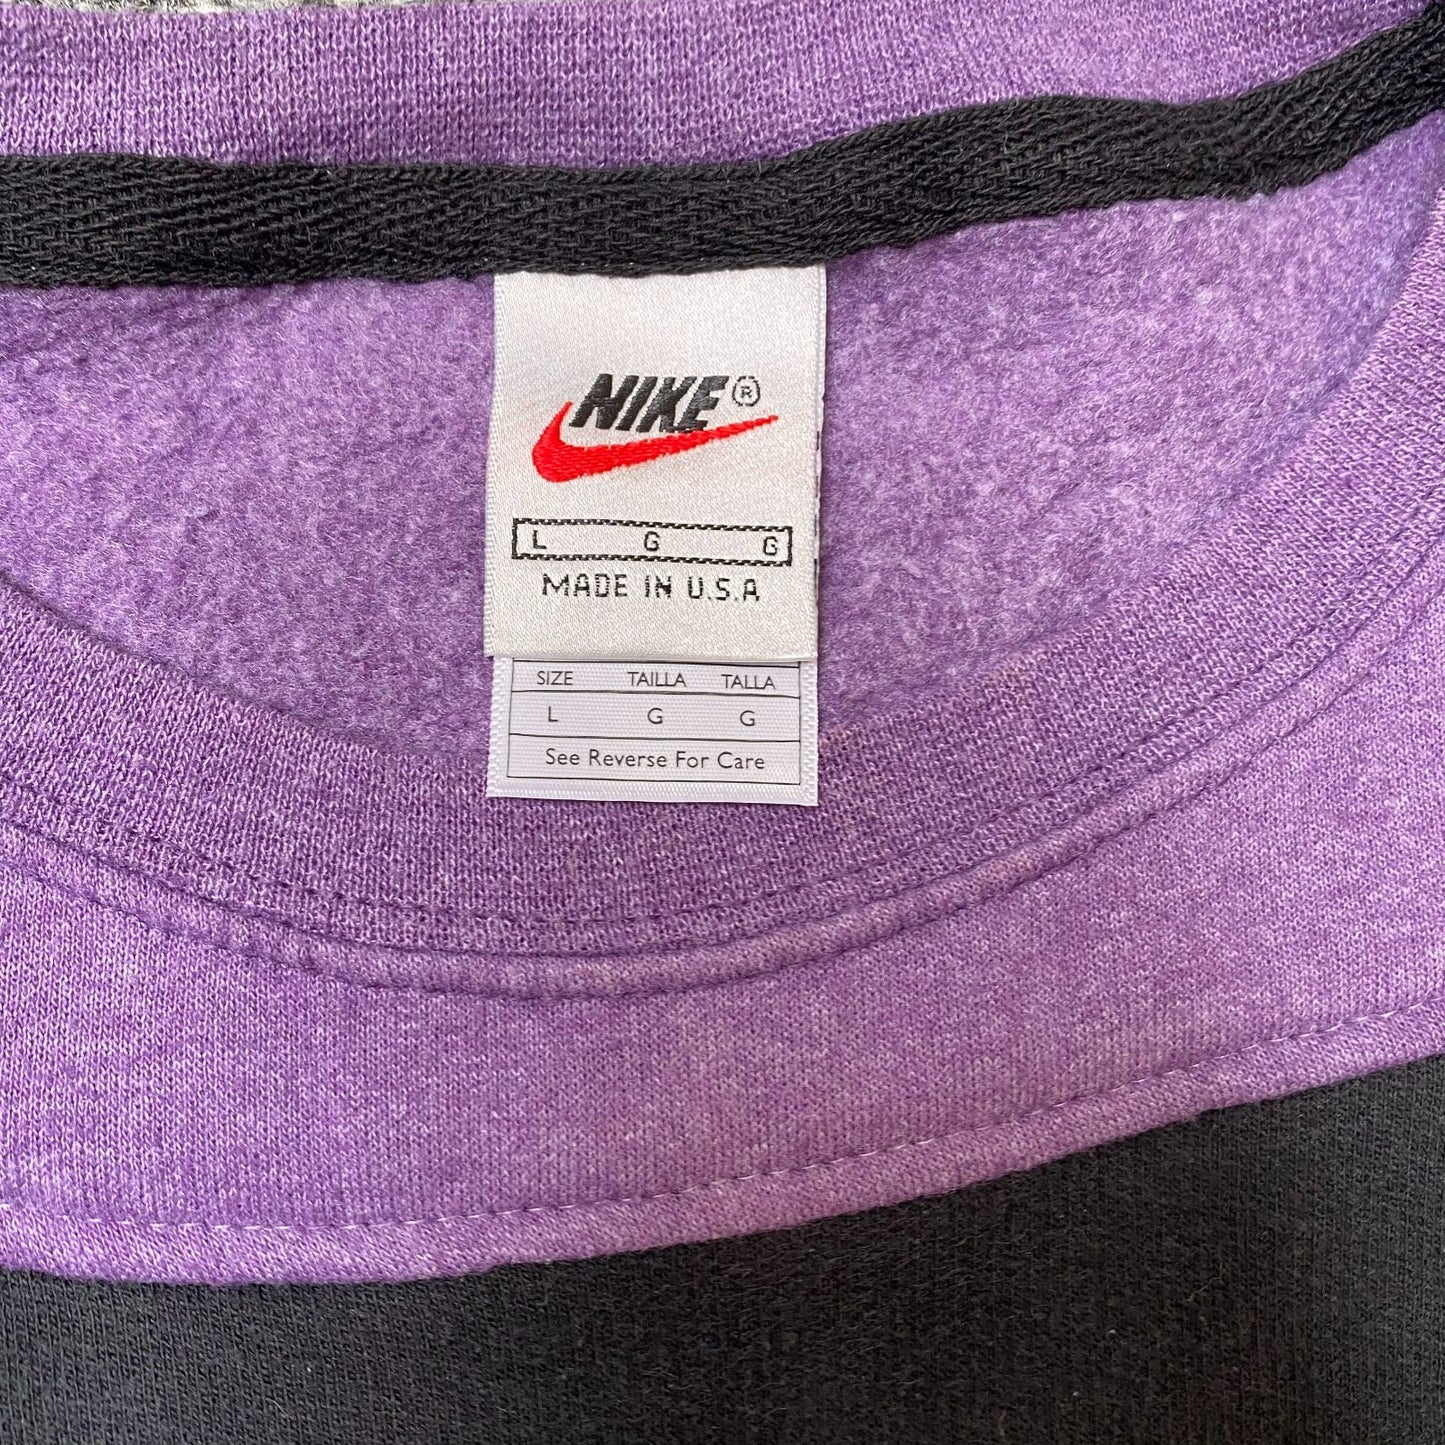 NIKE®
L G G
MADE IN U.S.A
SIZE TAILLA TALLA
L G G
See Reverse For Care